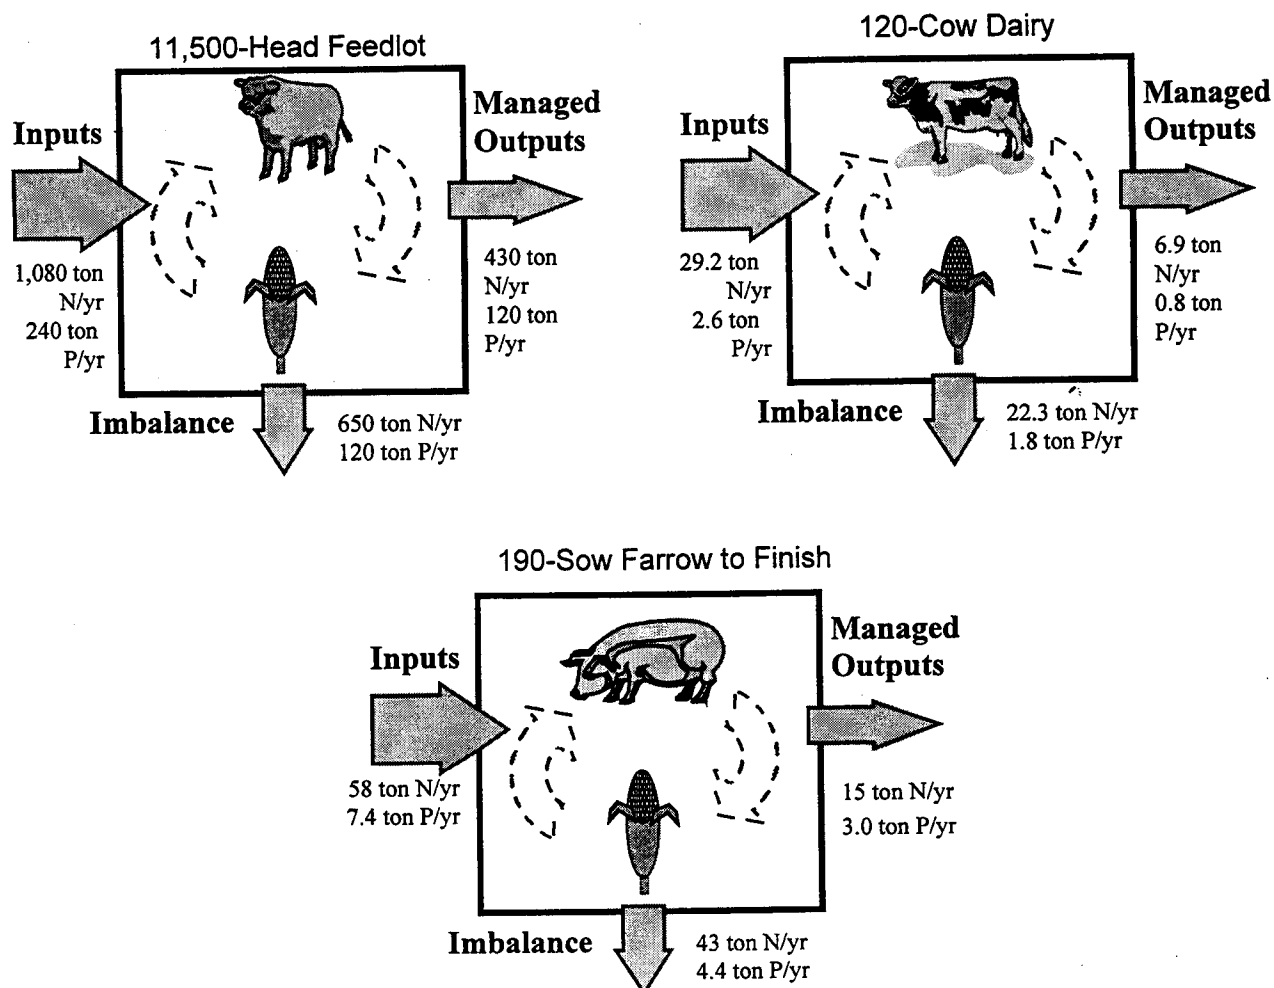 11,500-Head Feedlot
Inputs
1,080 ton
N/yr
240 ton
P/yr
Managed
Outputs
430 ton
N/yr
120 ton
P/yr
Imbalance
650 ton N/yr
120 ton P/yr
120-Cow Dairy
Inputs
29.2 ton
N/yr
2.6 ton
P/yr
Managed
Outputs
6.9 ton
N/yr
0.8 ton
P/yr
Imbalance
22.3 ton N/yr
1.8 ton P/yr
190-Sow Farrow to Finish
Inputs
58 ton N/yr
7.4 ton P/yr
Managed
Outputs
15 ton N/yr
3.0 ton P/yr
Imbalance
43 ton N/yr
4.4 ton P/yr